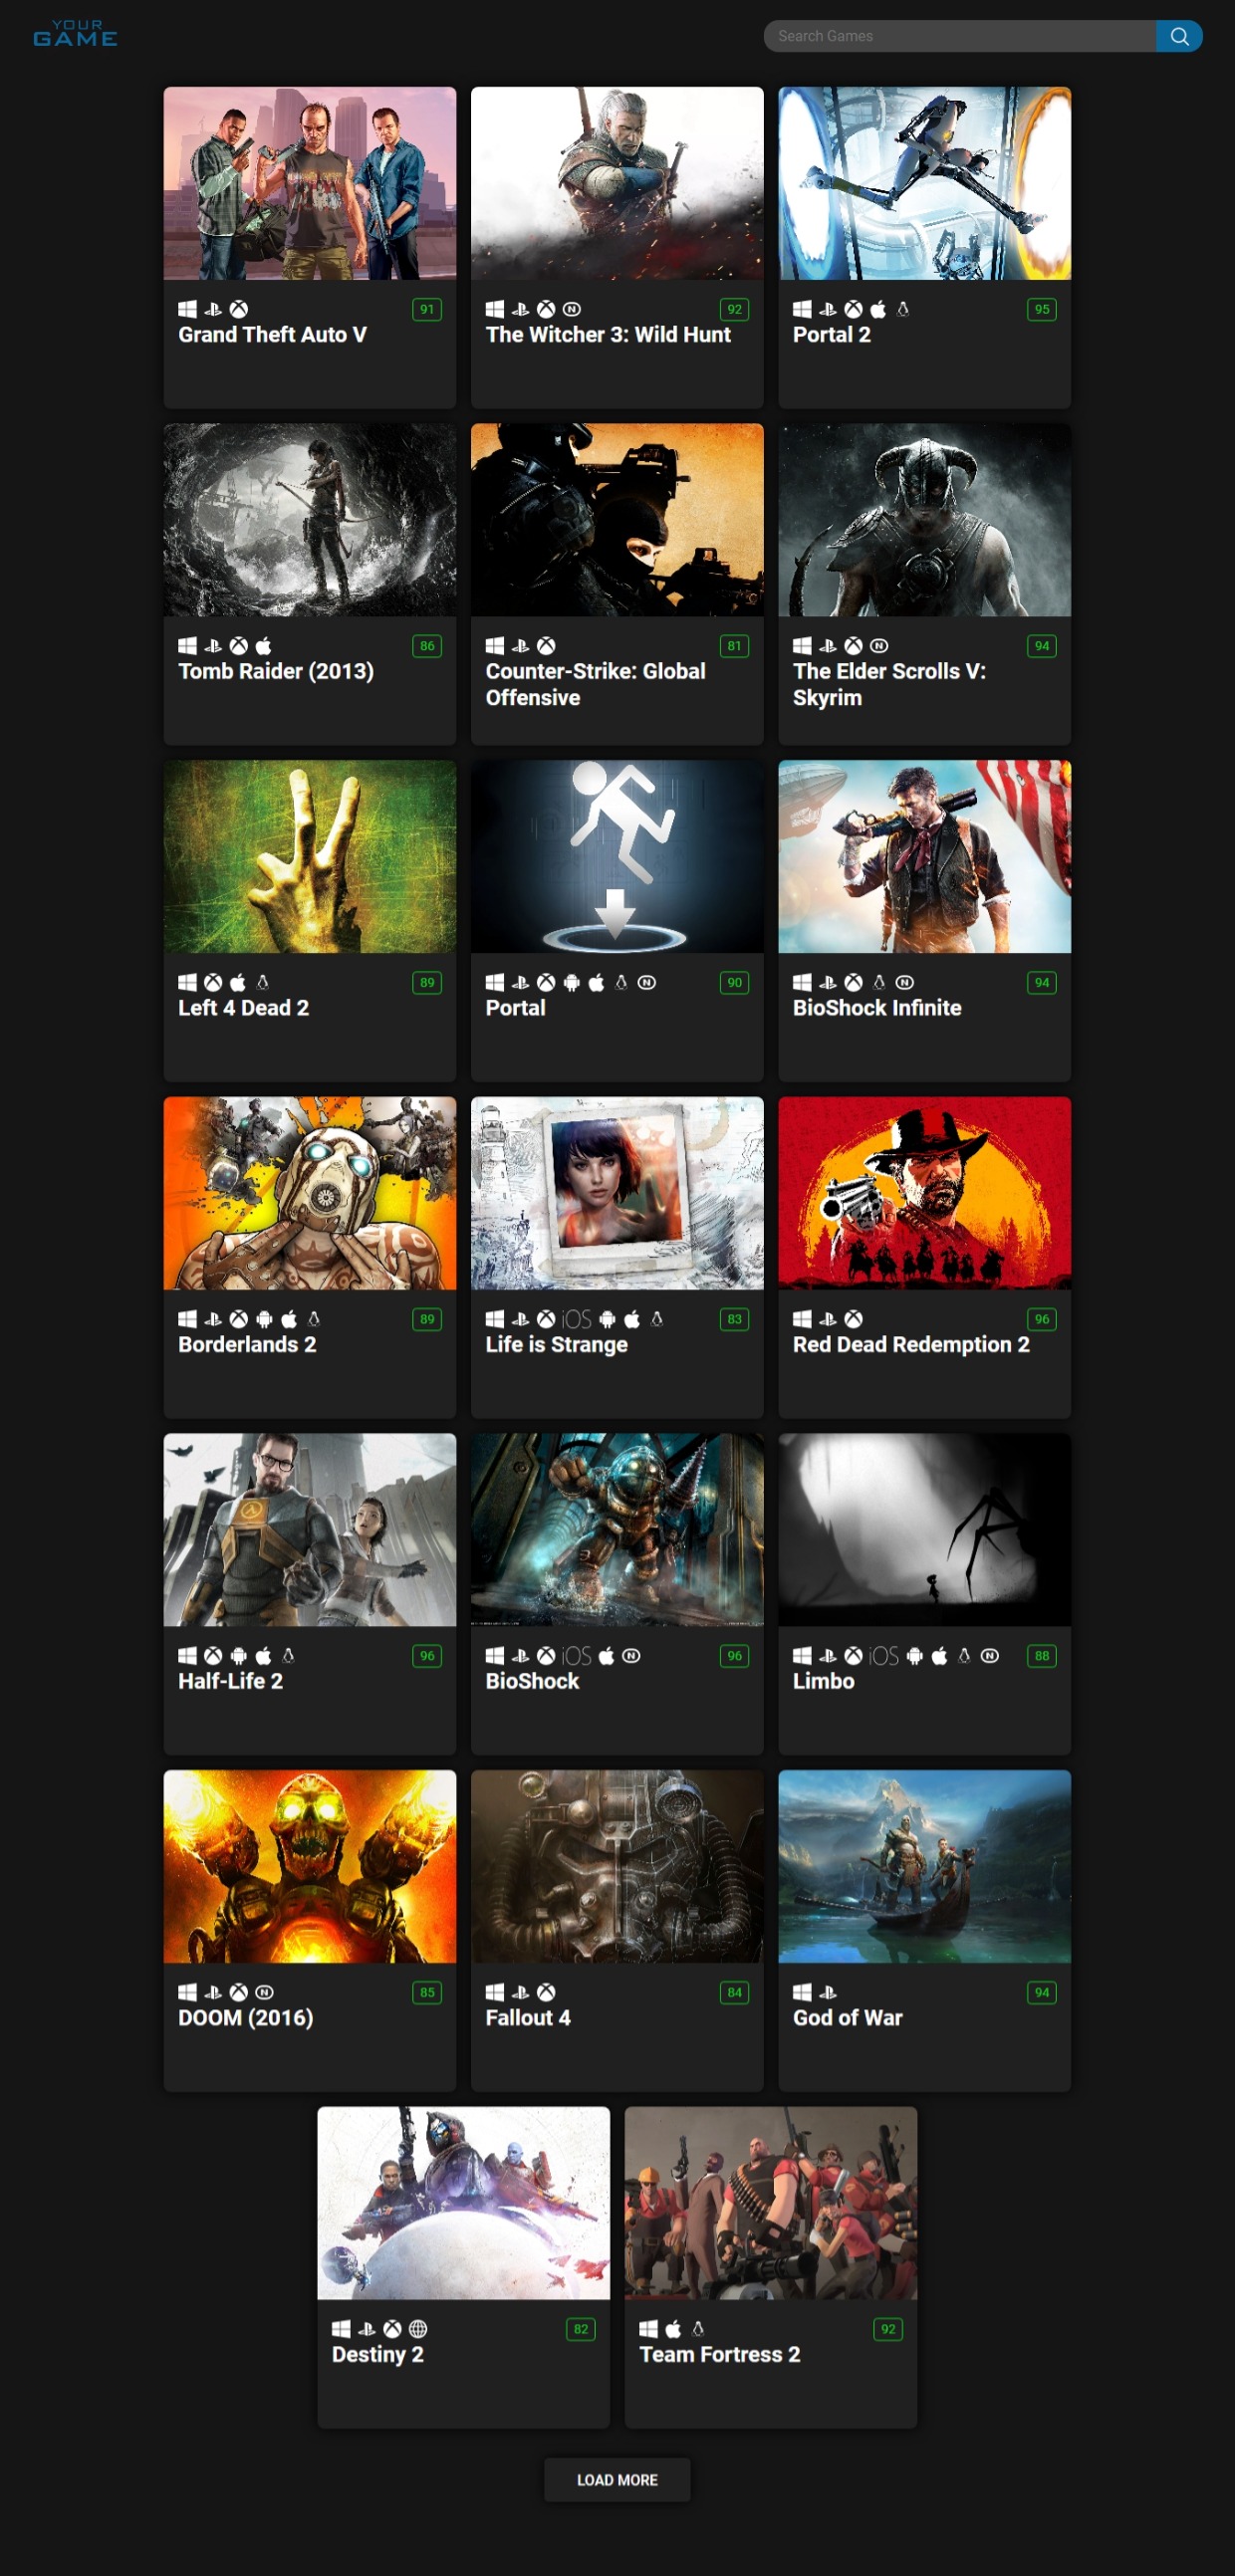 YOUR
GAME
Search Games
91
Grand Theft Auto V
92
The Witcher 3: Wild Hunt
95
Portal 2
86
Tomb Raider (2013)
81
Counter-Strike: Global
Offensive
94
The Elder Scrolls V:
Skyrim
89
Left 4 Dead 2
90
Portal
94
BioShock Infinite
89
Borderlands 2
iOS
83
Life is Strange
96
Red Dead Redemption 2
96
Half-Life 2
iOS
96
BioShock
iOS
88
Limbo
85
DOOM (2016)
84
Fallout 4
94
God of War
82
Destiny 2
92
Team Fortress 2
LOAD MORE